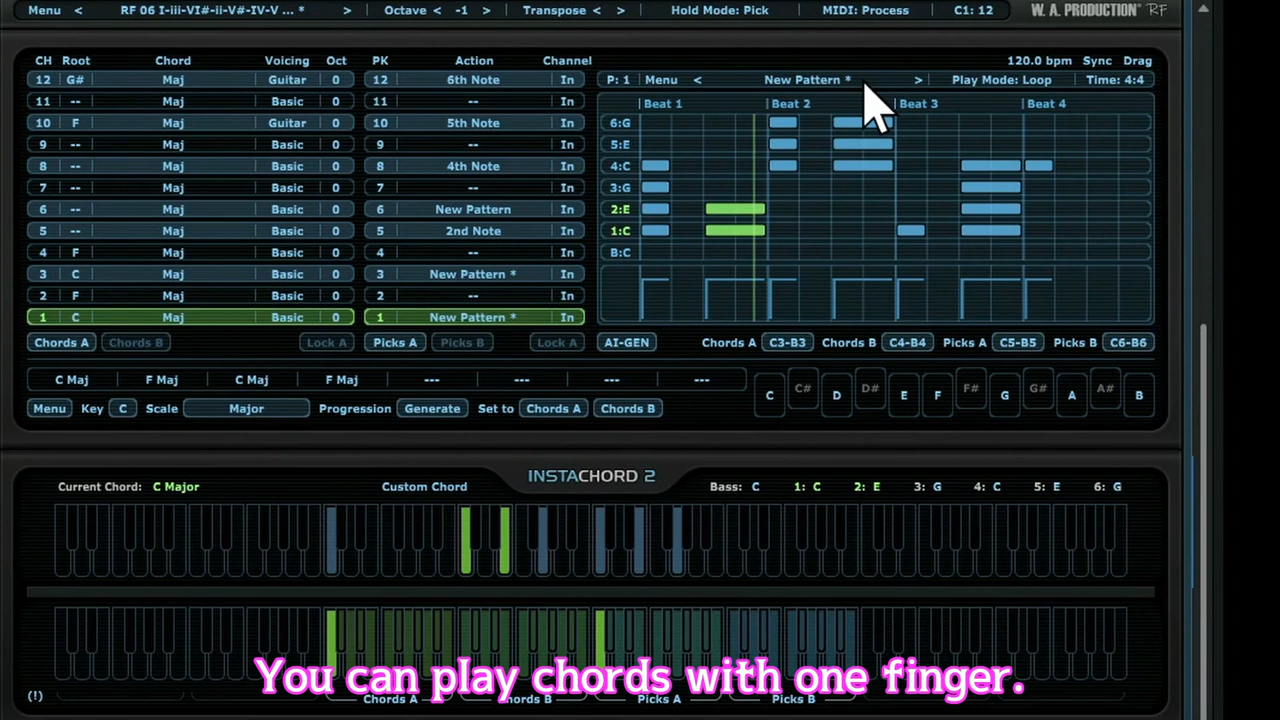 Menu < RF 06 I-iii-VI#-ii-V#-IV-V ... * > Octave < -1 > Transpose < > Hold Mode: Pick MIDI: Process C1: 12 W. A. PRODUCTION® RF
CH Root Chord Voicing Oct PK Action Channel 120.0 bpm Sync Drag
12 G# Maj Guitar 0 12 6th Note In P: 1 Menu < New Pattern * > Play Mode: Loop Time: 4:4
11 -- Maj Basic 0 11 -- In Beat 1 Beat 2 Beat 3 Beat 4
10 F Maj Guitar 0 10 5th Note In 6:G
9 -- Maj Basic 0 9 -- In 5:E
8 -- Maj Basic 0 8 4th Note In 4:C
7 -- Maj Basic 0 7 -- In 3:G
6 -- Maj Basic 0 6 New Pattern In 2:E
5 -- Maj Basic 0 5 2nd Note In 1:C
4 F Maj Basic 0 4 -- In B:C
3 C Maj Basic 0 3 New Pattern * In
2 F Maj Basic 0 2 -- In
1 C Maj Basic 0 1 New Pattern * In
Chords A Chords B Lock A Picks A Picks B Lock A AI-GEN Chords A C3-B3 Chords B C4-B4 Picks A C5-B5 Picks B C6-B6
C Maj F Maj C Maj F Maj --- --- --- ---
C C# D D# E F F# G G# A A# B
Menu Key C Scale Major Progression Generate Set to Chords A Chords B
INSTACHORD 2
Current Chord: C Major Custom Chord Bass: C 1: C 2: E 3: G 4: C 5: E 6: G
You can play chords with one finger.
(!) Chords A Chords B Picks A Picks B